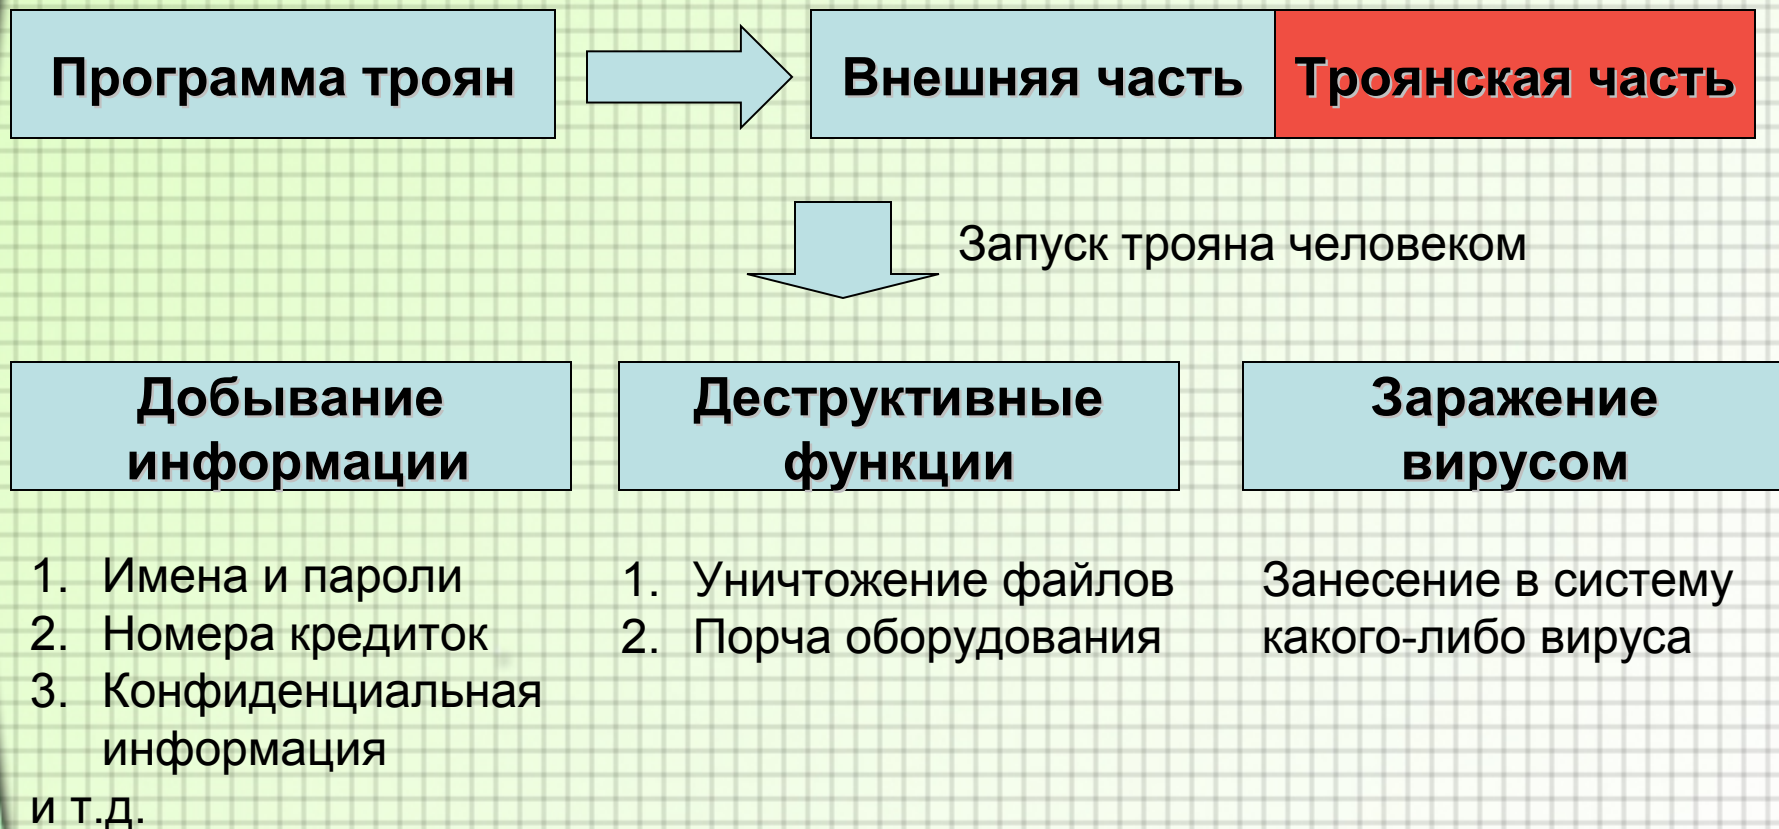 Программа троян
Внешняя часть
Троянская часть
Запуск трояна человеком
Добывание
информации
Деструктивные
функции
Заражение
вирусом
1. Имена и пароли
2. Номера кредиток
3. Конфиденциальная
информация
и т.д.
1. Уничтожение файлов
2. Порча оборудования
Занесение в систему
какого-либо вируса